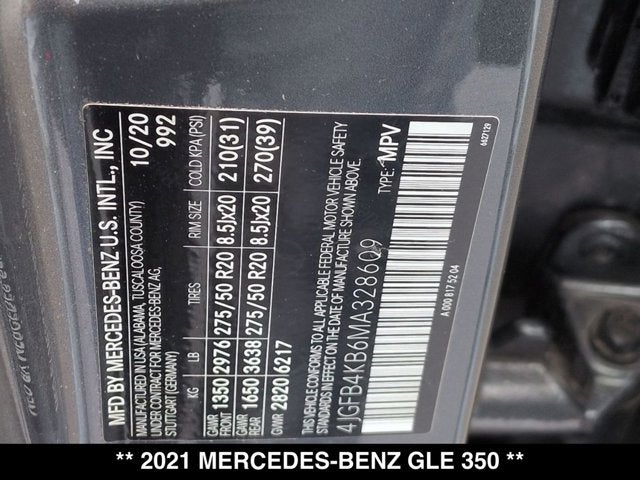 MFD BY MERCEDES-BENZ U.S. INTL., INC 10/20
MANUFACTURED IN USA (ALABAMA, TUSCALOOSA COUNTY) 992
UNDER CONTRACT FOR MERCEDES-BENZ AG,
STUTTGART (GERMANY)
KG LB TIRES RIM SIZE COLD KPA (PSI)
GAWR FRONT 1350 2976 275/50 R20 8.5Jx20 210(31)
GAWR REAR 1650 3638 275/50 R20 8.5Jx20 270(39)
GVWR 2820 6217
THIS VEHICLE CONFORMS TO ALL APPLICABLE FEDERAL MOTOR VEHICLE SAFETY
STANDARDS IN EFFECT ON THE DATE OF MANUFACTURE SHOWN ABOVE.
4JGFB4KB6MA328609 TYPE: MPV
A 000 817 52 04
6427129
** 2021 MERCEDES-BENZ GLE 350 **